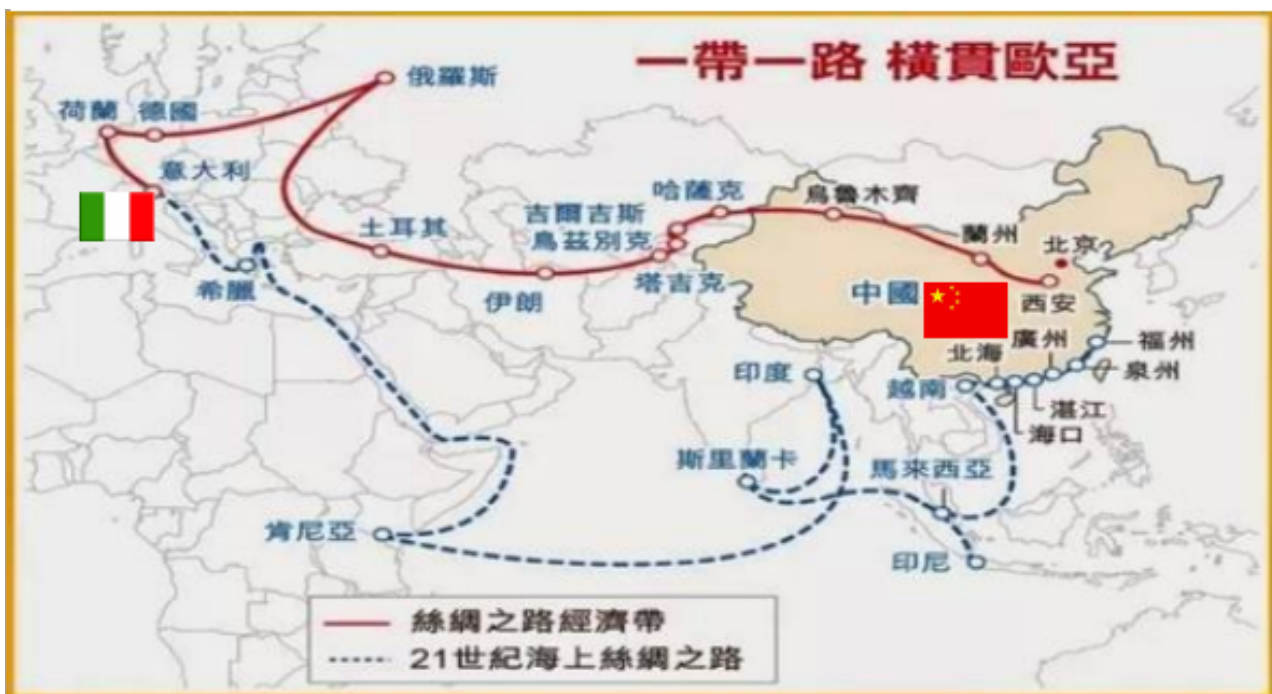 一帶一路 橫貫歐亞
俄羅斯
荷蘭
德國
意大利
希臘
土耳其
伊朗
吉爾吉斯
烏茲別克
塔吉克
哈薩克
烏魯木齊
蘭州
北京
西安
中國
廣州
北海
福州
泉州
湛江
海口
越南
印度
斯里蘭卡
馬來西亞
印尼
肯尼亞
絲綢之路經濟帶
21世紀海上絲綢之路